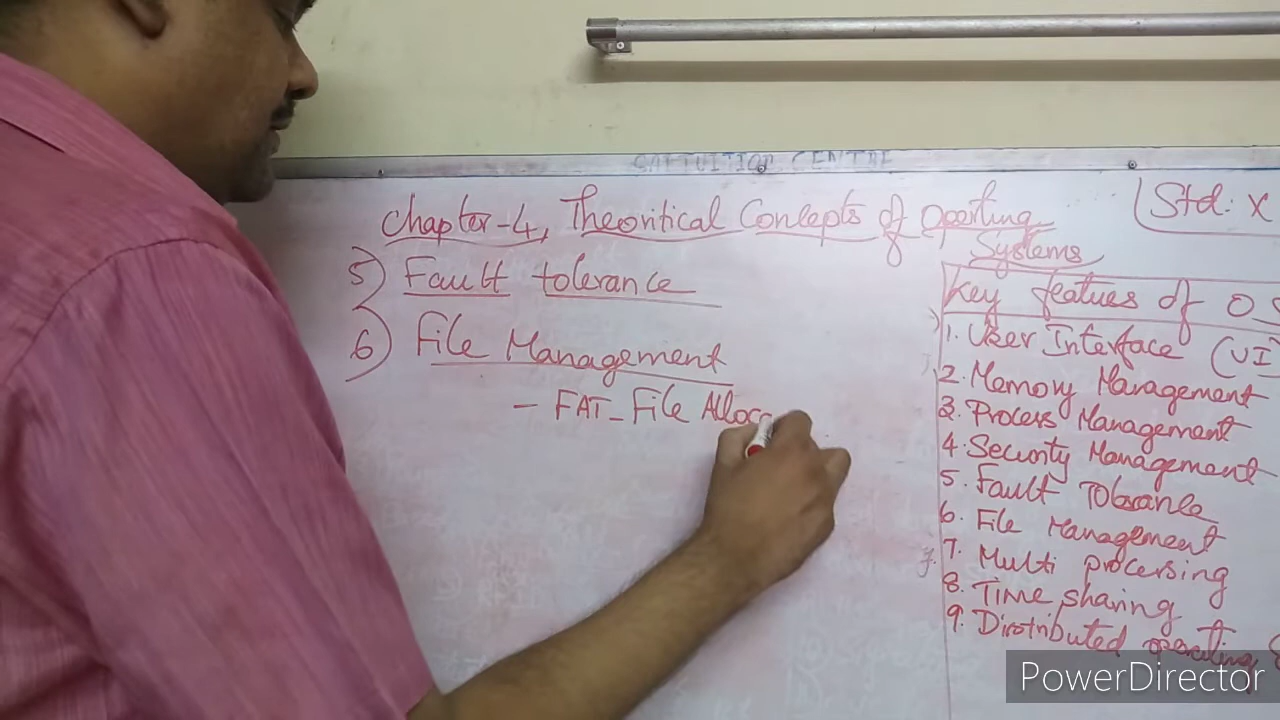 TUITION CENTRE
Chapter-4, Theoritical Concepts of Operting
Systems
Std: X
5) Fault tolerance
6) File Management
- FAT - File Alloca
Key featues of OS
1. User Interface (UI)
2. Memory Management
3. Process Management
4. Security Management
5. Fault Tolerance
6. File Management
7. Multi processing
8. Time sharing
9. Distributed operating
PowerDirector